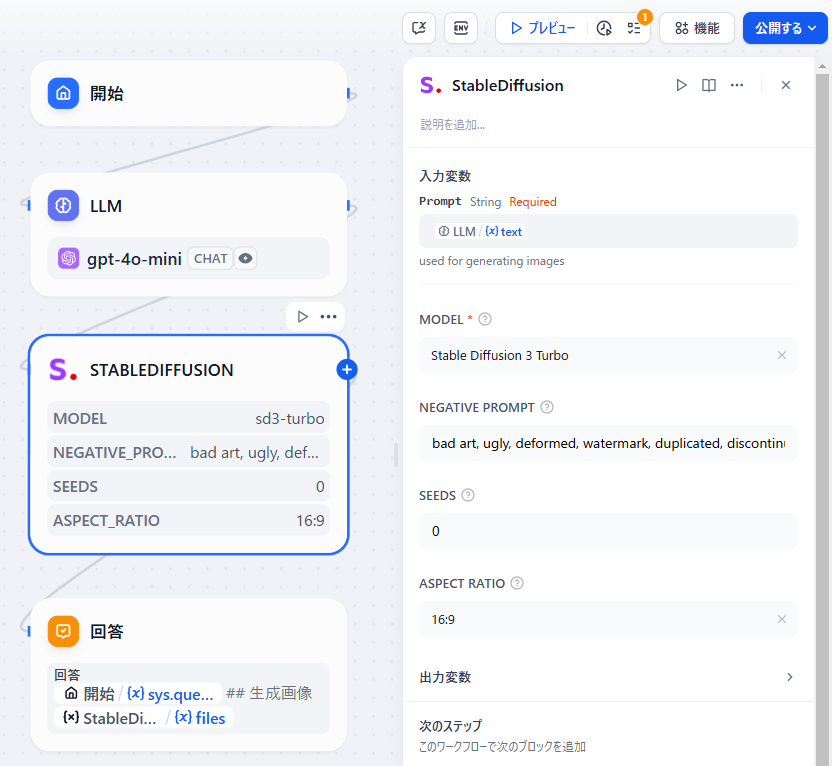 ENV
プレビュー
1
機能
公開する
開始
LLM
gpt-4o-mini CHAT
S. STABLEDIFFUSION
MODEL sd3-turbo
NEGATIVE_PRO... bad art, ugly, def...
SEEDS 0
ASPECT_RATIO 16:9
回答
回答
開始 / {x} sys.que... ## 生成画像
{x} StableDi... / {x} files
S. StableDiffusion
説明を追加...
入力変数
Prompt String Required
LLM / {x} text
used for generating images
MODEL *
Stable Diffusion 3 Turbo
NEGATIVE PROMPT
bad art, ugly, deformed, watermark, duplicated, discontinu
SEEDS
0
ASPECT RATIO
16:9
出力変数
次のステップ
このワークフローで次のブロックを追加